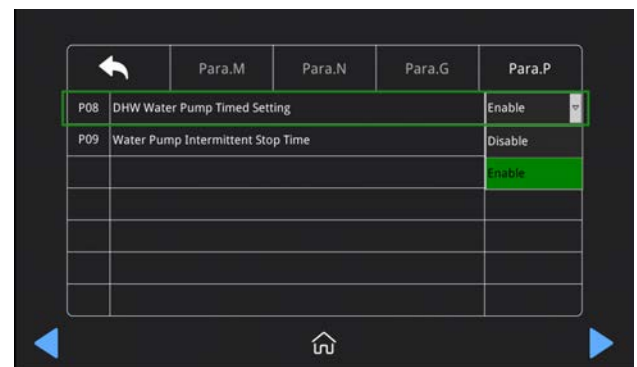 Para.M Para.N Para.G Para.P
P08 DHW Water Pump Timed Setting Enable
P09 Water Pump Intermittent Stop Time Disable
Enable